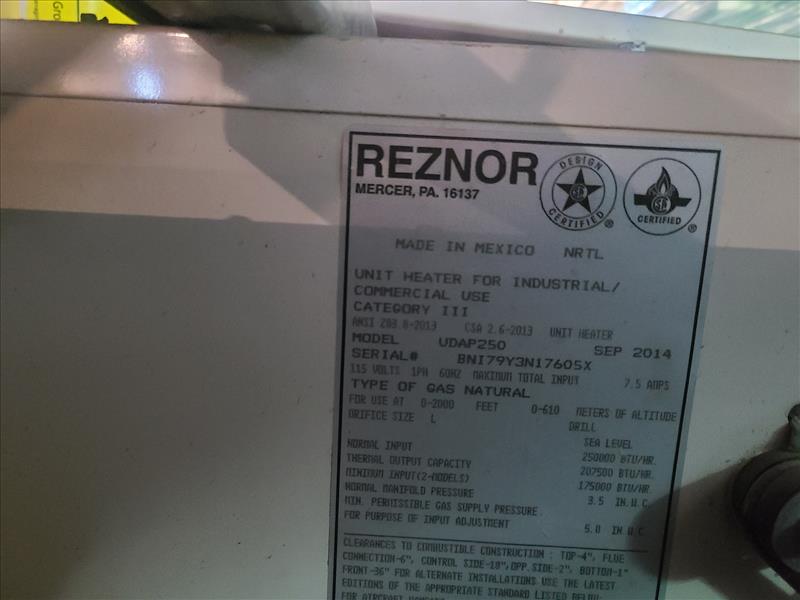 Gro
REZNOR
MERCER, PA. 16137
DESIGN CERTIFIED
CERTIFIED
MADE IN MEXICO NRTL
UNIT HEATER FOR INDUSTRIAL/
COMMERCIAL USE
CATEGORY III
ANSI Z83.8-2013 CSA 2.6-2013 UNIT HEATER
MODEL UDAP250 SEP 2014
SERIAL# BNI79Y3N17605X
115 VOLTS 1PH 60HZ MAXIMUM TOTAL INPUT 7.5 AMPS
TYPE OF GAS NATURAL
FOR USE AT 0-2000 FEET 0-610 METERS OF ALTITUDE
ORIFICE SIZE L DRILL
SEA LEVEL
NORMAL INPUT 250000 BTU/HR.
THERMAL OUTPUT CAPACITY 207500 BTU/HR.
MINIMUM INPUT(2-MODELS) 175000 BTU/HR.
NORMAL MANIFOLD PRESSURE 3.5 IN.W.C.
MIN. PERMISSIBLE GAS SUPPLY PRESSURE
FOR PURPOSE OF INPUT ADJUSTMENT 5.0 IN.W.C.
CLEARANCES TO COMBUSTIBLE CONSTRUCTION : TOP-4", FLUE
CONNECTION-6", CONTROL SIDE-18",OPP.SIDE-2", BOTTOM-1"
FRONT-36" FOR ALTERNATE INSTALLATIONS USE THE LATEST
EDITIONS OF THE APPROPRIATE STANDARD LISTED BELOW:
FOR AIRCRAFT